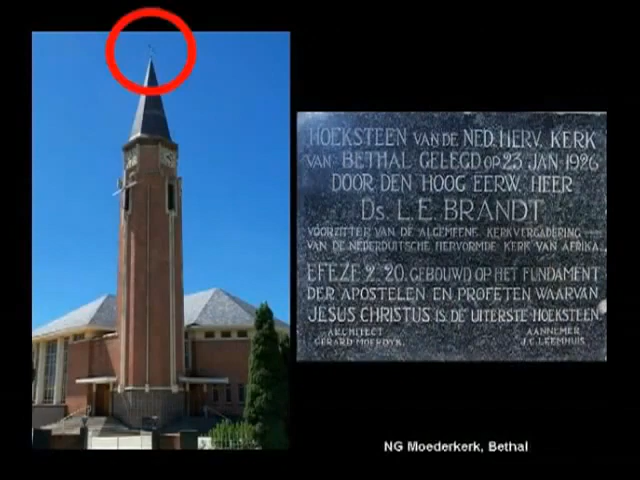 HOEKSTEEN VAN DE NED. HERV. KERK
VAN BETHAL GELEGD OP 23 JAN 1926
DOOR DEN HOOG EERW. HEER
Ds. L. E. BRANDT
VOORZITTER VAN DE ALGEMEENE KERKVERGADERING
VAN DE NEDERDUITSCHE HERVORMDE KERK VAN AFRIKA.
EFEZE 2. 20. GEBOUWD OP HET FUNDAMENT
DER APOSTELEN EN PROFETEN WAARVAN
JESUS CHRISTUS IS DE UITERSTE HOEKSTEEN.
ARCHITECT AANNEMER
GERARD MOERDYK. J. C. LEEMHUIS.
NG Moederkerk, Bethal